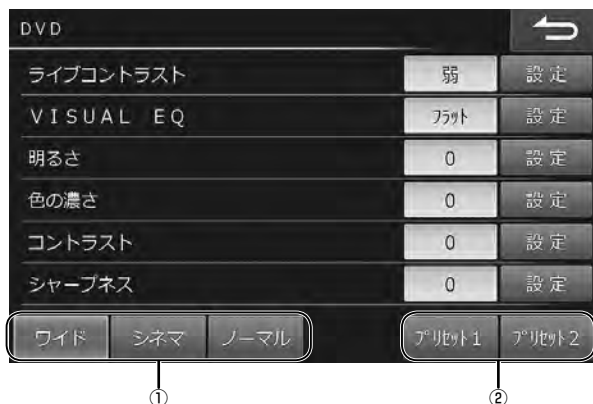 DVD
ライブコントラスト 弱 設定
VISUAL EQ フラット 設定
明るさ 0 設定
色の濃さ 0 設定
コントラスト 0 設定
シャープネス 0 設定
ワイド シネマ ノーマル プリセット1 プリセット2
① ②